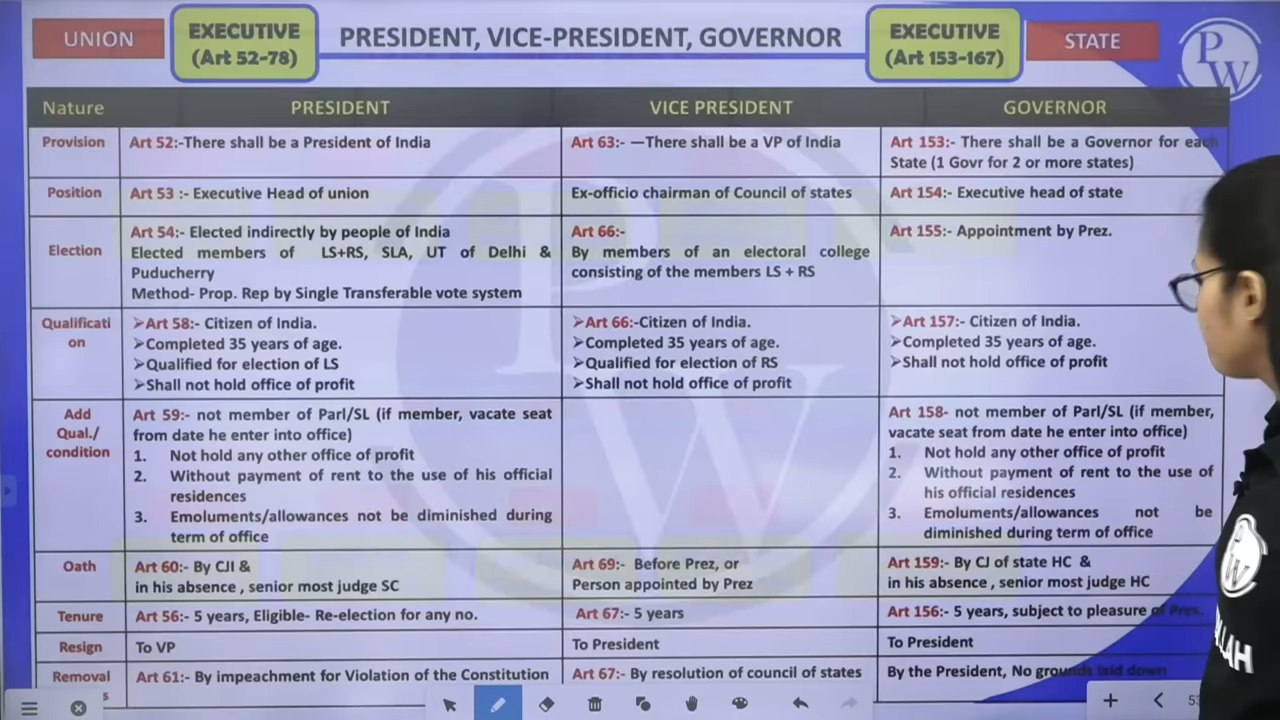 UNION
EXECUTIVE
(Art 52-78)
PRESIDENT, VICE-PRESIDENT, GOVERNOR
EXECUTIVE
(Art 153-167)
STATE
PW
Nature
PRESIDENT
VICE PRESIDENT
GOVERNOR
Provision
Art 52:-There shall be a President of India
Art 63:- —There shall be a VP of India
Art 153:- There shall be a Governor for each
State (1 Govr for 2 or more states)
Position
Art 53 :- Executive Head of union
Ex-officio chairman of Council of states
Art 154:- Executive head of state
Election
Art 54:- Elected indirectly by people of India
Elected members of LS+RS, SLA, UT of Delhi &
Puducherry
Method- Prop. Rep by Single Transferable vote system
Art 66:-
By members of an electoral college
consisting of the members LS + RS
Art 155:- Appointment by Prez.
Qualificati
on
➢Art 58:- Citizen of India.
➢Completed 35 years of age.
➢Qualified for election of LS
➢Shall not hold office of profit
➢Art 66:-Citizen of India.
➢Completed 35 years of age.
➢Qualified for election of RS
➢Shall not hold office of profit
➢Art 157:- Citizen of India.
➢Completed 35 years of age.
➢Shall not hold office of profit
Add
Qual./
condition
Art 59:- not member of Parl/SL (if member, vacate seat
from date he enter into office)
1. Not hold any other office of profit
2. Without payment of rent to the use of his official
residences
3. Emoluments/allowances not be diminished during
term of office
Art 158- not member of Parl/SL (if member,
vacate seat from date he enter into office)
1. Not hold any other office of profit
2. Without payment of rent to the use of
his official residences
3. Emoluments/allowances not be
diminished during term of office
Oath
Art 60:- By CJI &
in his absence , senior most judge SC
Art 69:- Before Prez, or
Person appointed by Prez
Art 159:- By CJ of state HC &
in his absence , senior most judge HC
Tenure
Art 56:- 5 years, Eligible- Re-election for any no.
Art 67:- 5 years
Art 156:- 5 years, subject to pleasure of Pres.
Resign
To VP
To President
To President
Removal
Art 61:- By impeachment for Violation of the Constitution
Art 67:- By resolution of council of states
By the President, No grounds laid down
PW